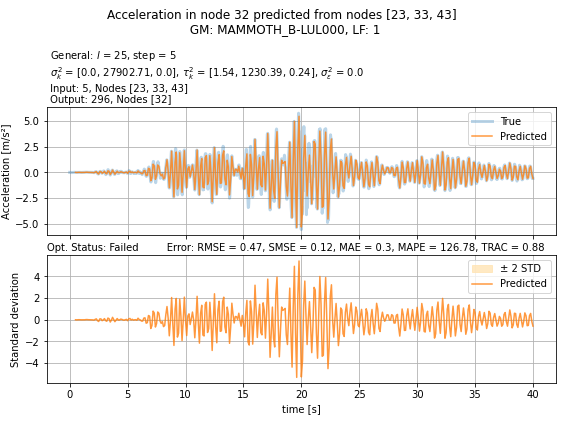 Acceleration in node 32 predicted from nodes [23, 33, 43]
GM: MAMMOTH_B-LUL000, LF: 1
General: l = 25, step = 5
σ²ₖ = [0.0, 27902.71, 0.0], τ²ₖ = [1.54, 1230.39, 0.24], σ²ₑ = 0.0
Input: 5, Nodes [23, 33, 43]
Output: 296, Nodes [32]
Acceleration [m/s²]
5.0
2.5
0.0
−2.5
−5.0
True
Predicted
Opt. Status: Failed Error: RMSE = 0.47, SMSE = 0.12, MAE = 0.3, MAPE = 126.78, TRAC = 0.88
Standard deviation
4
2
0
−2
−4
± 2 STD
Predicted
0 5 10 15 20 25 30 35 40
time [s]